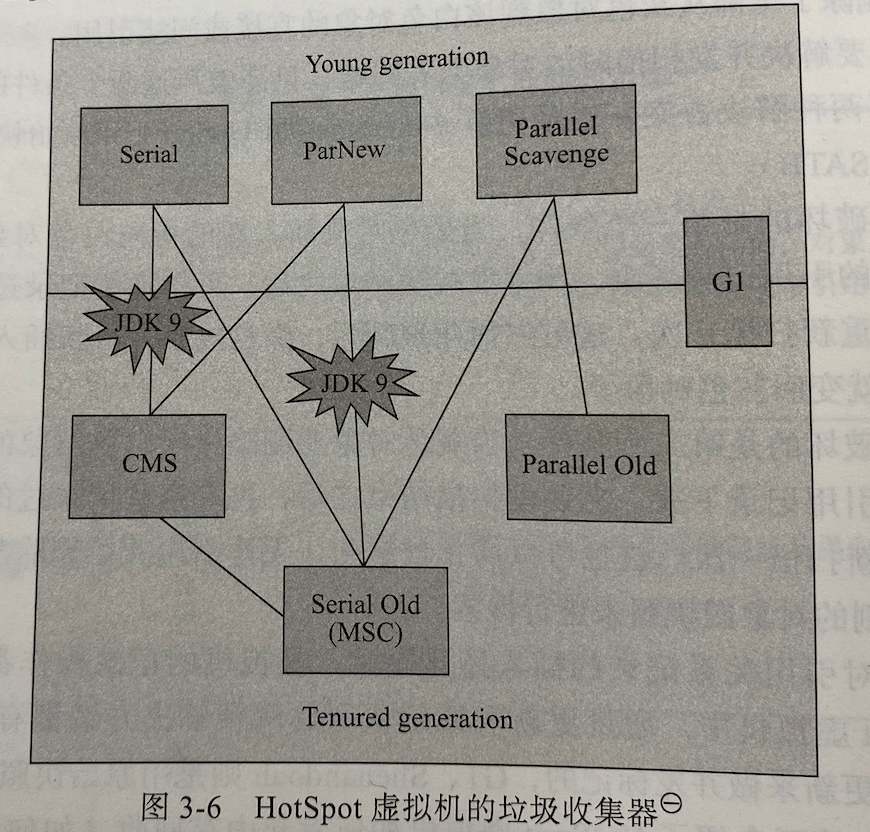 Young generation
Serial
ParNew
Parallel
Scavenge
G1
JDK 9
JDK 9
CMS
Parallel Old
Serial Old
(MSC)
Tenured generation
图 3-6 HotSpot 虚拟机的垃圾收集器㊀